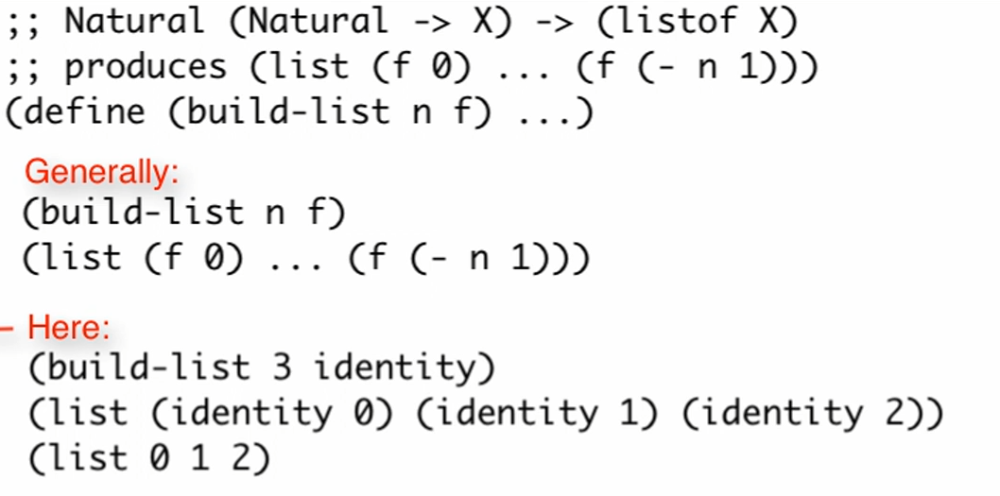 ;; Natural (Natural -> X) -> (listof X)
;; produces (list (f 0) ... (f (- n 1)))
(define (build-list n f) ...)
Generally:
(build-list n f)
(list (f 0) ... (f (- n 1)))
– Here:
(build-list 3 identity)
(list (identity 0) (identity 1) (identity 2))
(list 0 1 2)